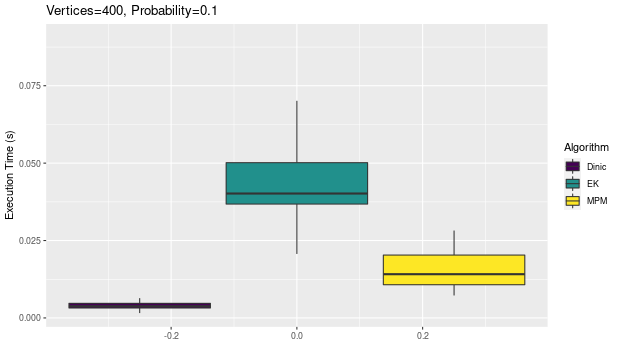 Vertices=400, Probability=0.1
Execution Time (s)
0.075
0.050
0.025
0.000
-0.2
0.0
0.2
Algorithm
Dinic
EK
MPM